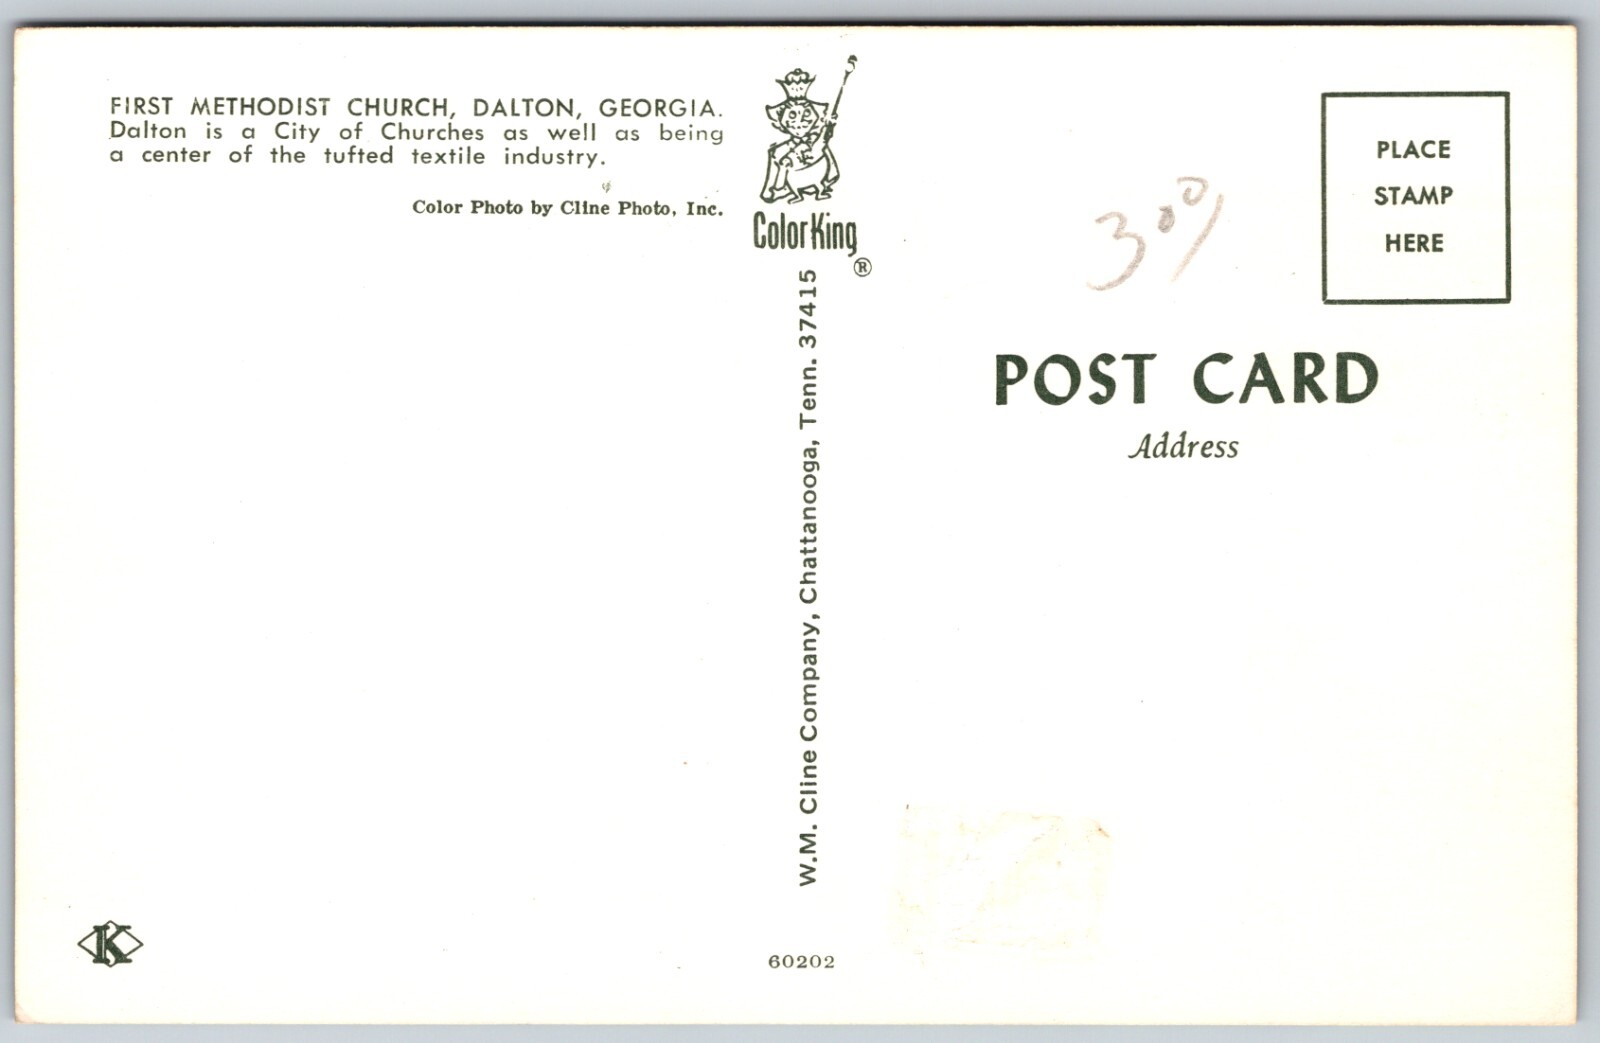 FIRST METHODIST CHURCH, DALTON, GEORGIA.
Dalton is a City of Churches as well as being
a center of the tufted textile industry.
Color Photo by Cline Photo, Inc.
ColorKing
®
W.M. Cline Company, Chattanooga, Tenn. 37415
K
60202
300
PLACE
STAMP
HERE
POST CARD
Address